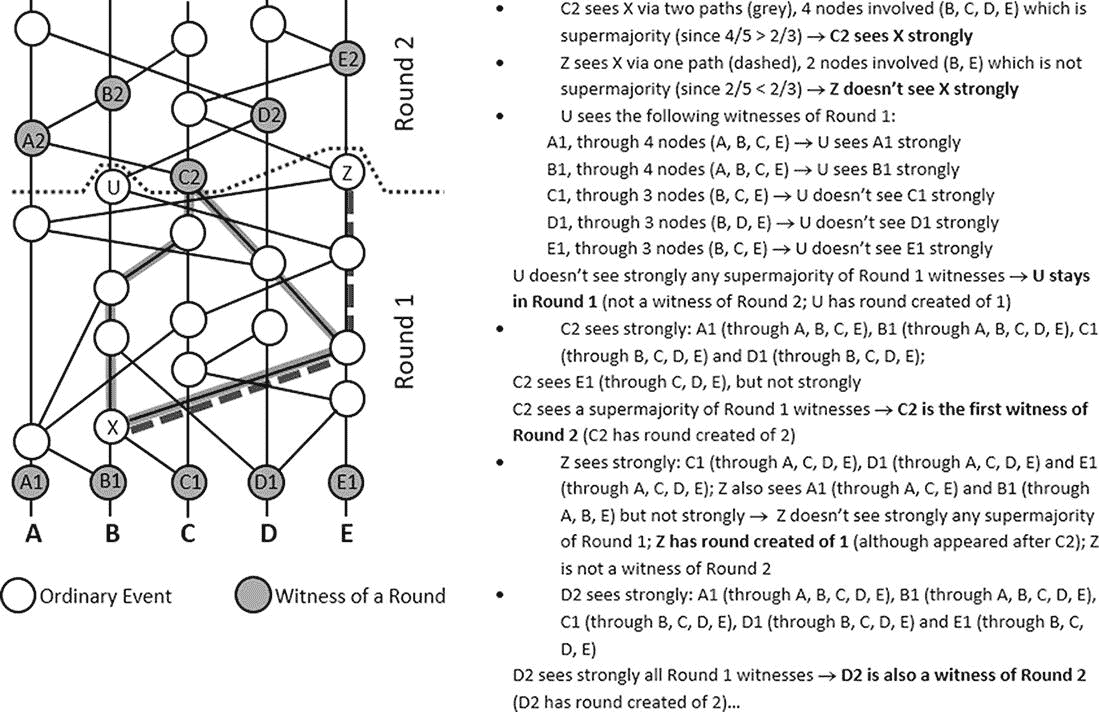 Round 2
E2
B2
D2
A2
C2
U
Z
Round 1
X
A1
B1
C1
D1
E1
A
B
C
D
E
Ordinary Event
Witness of a Round
• C2 sees X via two paths (grey), 4 nodes involved (B, C, D, E) which is
supermajority (since 4/5 > 2/3) → C2 sees X strongly
• Z sees X via one path (dashed), 2 nodes involved (B, E) which is not
supermajority (since 2/5 < 2/3) → Z doesn't see X strongly
• U sees the following witnesses of Round 1:
A1, through 4 nodes (A, B, C, E) → U sees A1 strongly
B1, through 4 nodes (A, B, C, E) → U sees B1 strongly
C1, through 3 nodes (B, C, E) → U doesn't see C1 strongly
D1, through 3 nodes (B, D, E) → U doesn't see D1 strongly
E1, through 3 nodes (B, C, E) → U doesn't see E1 strongly
U doesn't see strongly any supermajority of Round 1 witnesses → U stays
in Round 1 (not a witness of Round 2; U has round created of 1)
• C2 sees strongly: A1 (through A, B, C, E), B1 (through A, B, C, D, E), C1
(through B, C, D, E) and D1 (through B, C, D, E);
C2 sees E1 (through C, D, E), but not strongly
C2 sees a supermajority of Round 1 witnesses → C2 is the first witness of
Round 2 (C2 has round created of 2)
• Z sees strongly: C1 (through A, C, D, E), D1 (through A, C, D, E) and E1
(through A, C, D, E); Z also sees A1 (through A, C, E) and B1 (through
A, B, E) but not strongly → Z doesn't see strongly any supermajority
of Round 1; Z has round created of 1 (although appeared after C2); Z
is not a witness of Round 2
• D2 sees strongly: A1 (through A, B, C, D, E), B1 (through A, B, C, D, E),
C1 (through B, C, D, E), D1 (through B, C, D, E) and E1 (through B, C,
D, E)
D2 sees strongly all Round 1 witnesses → D2 is also a witness of Round 2
(D2 has round created of 2)...